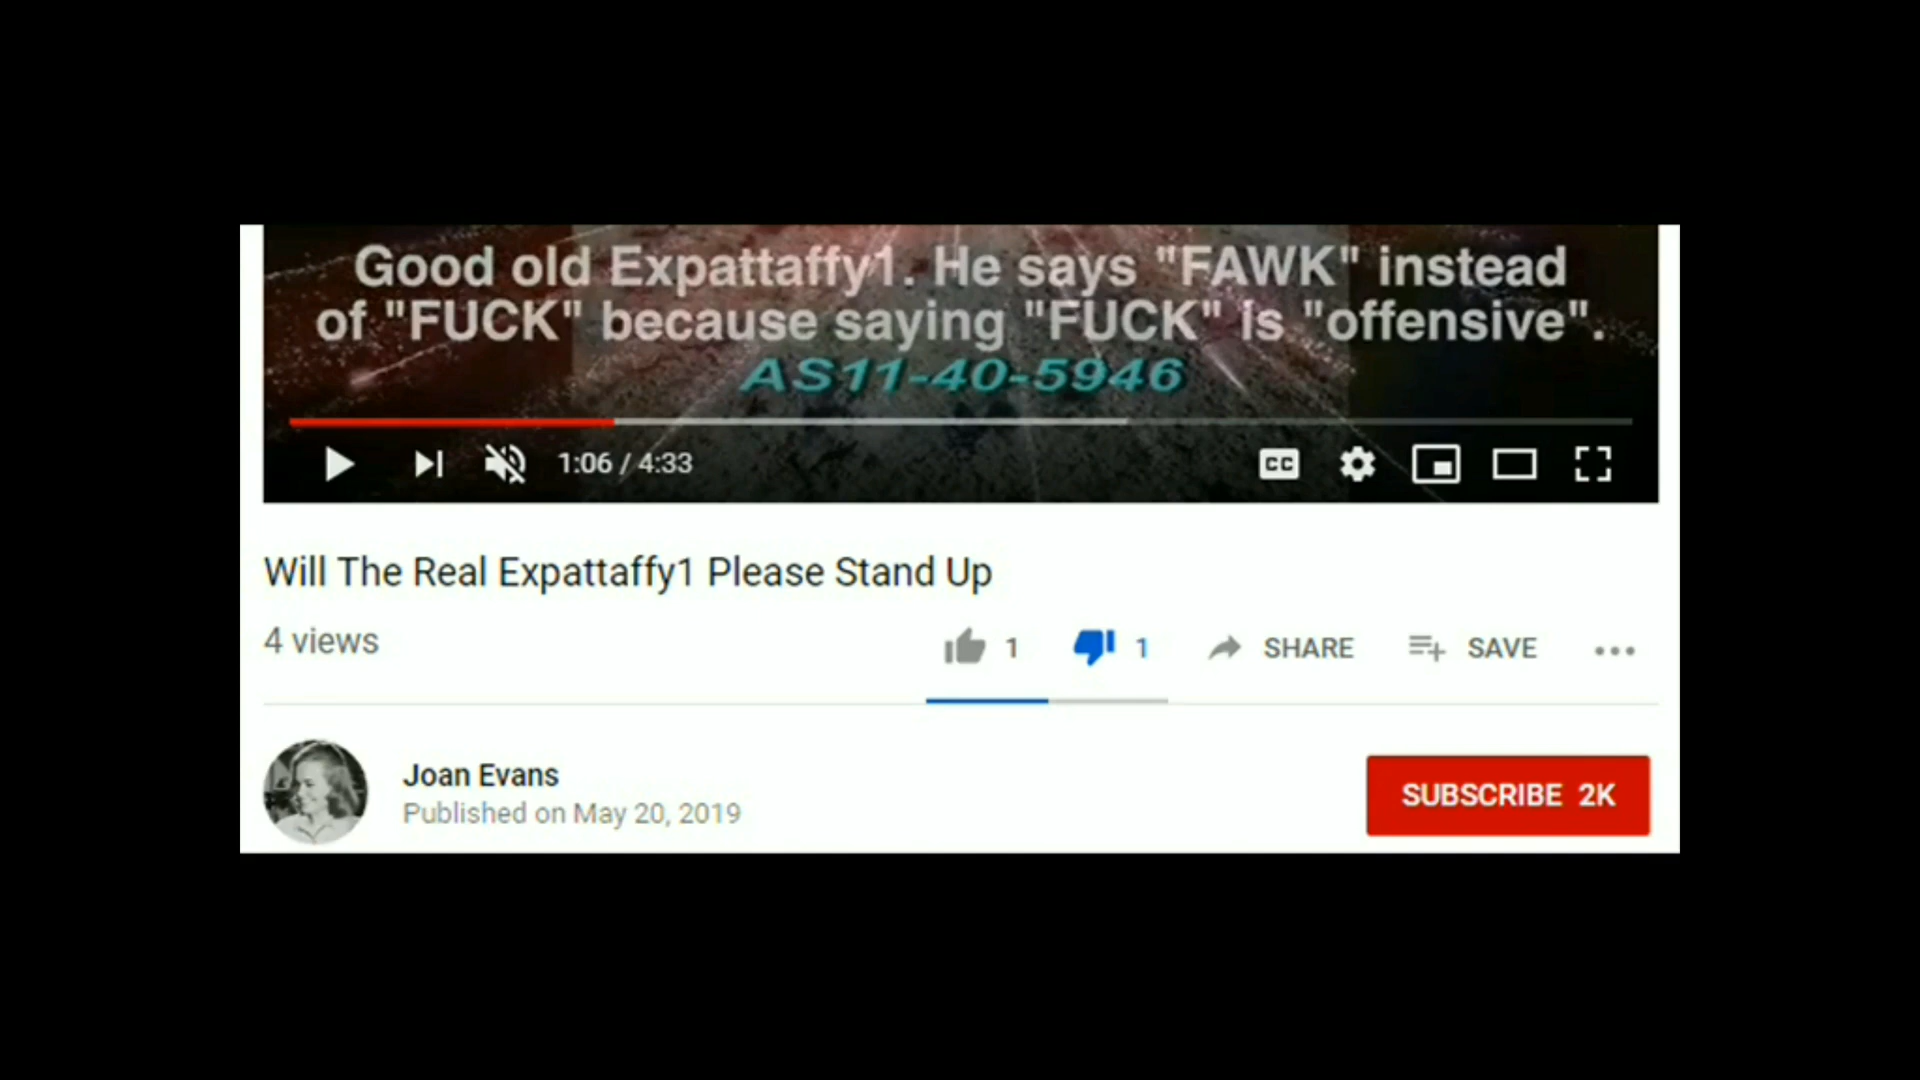 Good old Expattaffy1. He says "FAWK" instead
of "FUCK" because saying "FUCK" is "offensive".
AS11-40-5946
1:06 / 4:33
CC
Will The Real Expattaffy1 Please Stand Up
4 views
1 1 SHARE SAVE
Joan Evans
Published on May 20, 2019
SUBSCRIBE 2K